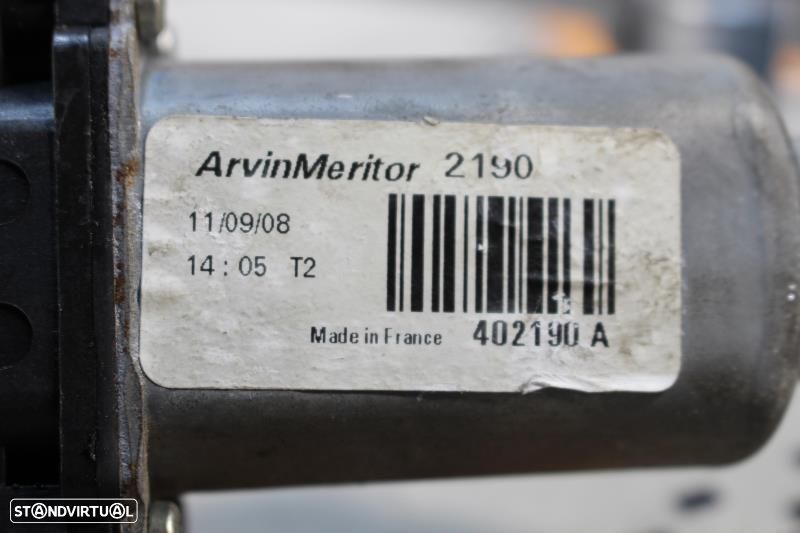 ArvinMeritor 2190
11/09/08
14:05 T2
Made in France 402190 A
STANDVIRTUAL